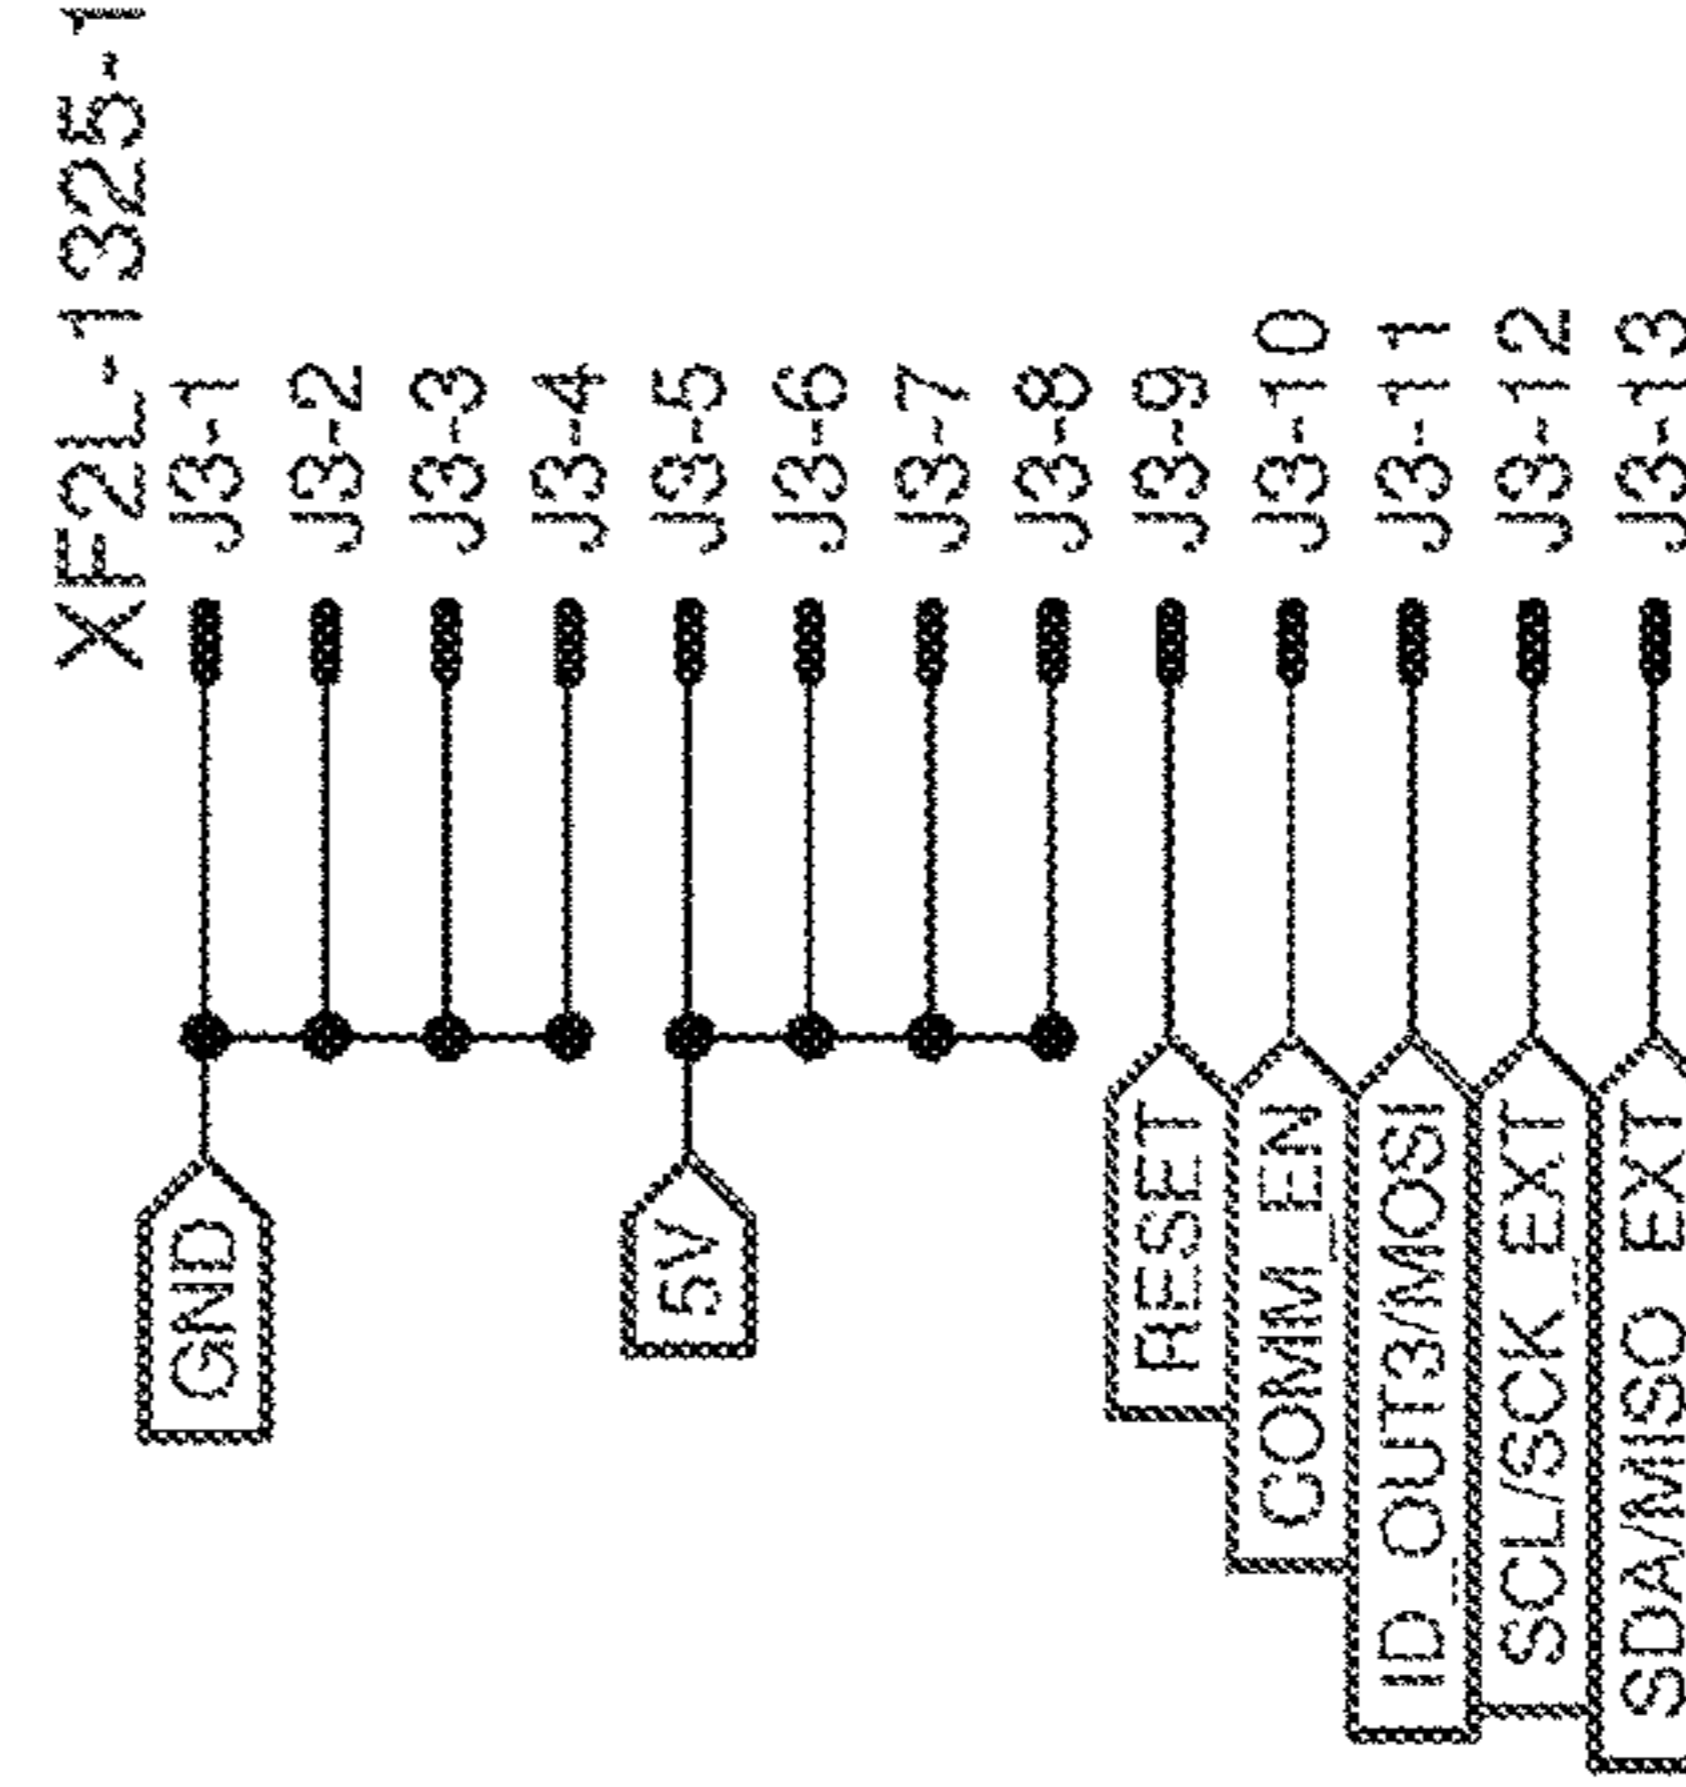 XF2L-1325-1
J3-1
J3-2
J3-3
J3-4
J3-5
J3-6
J3-7
J3-8
J3-9
J3-10
J3-11
J3-12
J3-13
GND
5V
RESET
COMM_EN
ID_OUT3/MOSI
SCL/SCK_EXT
SDA/MISO EXT